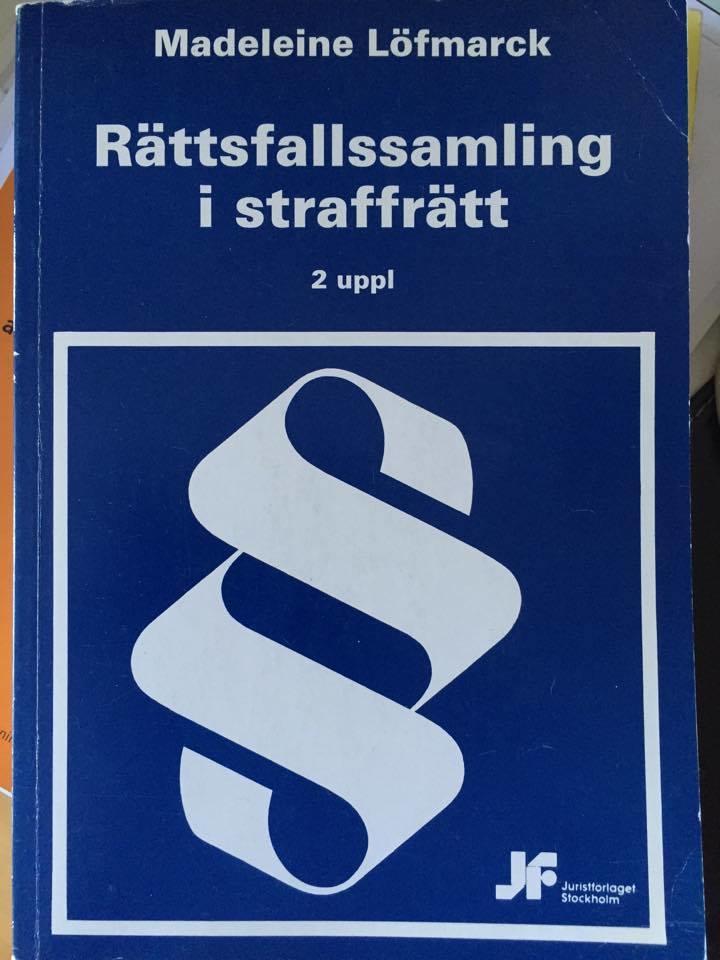 Madeleine Löfmarck
Rättsfallssamling
i straffrätt
2 uppl
§
JF
Juristförlaget
Stockholm